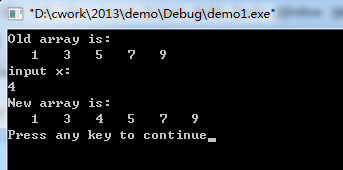 "D:\cwork\2013\demo\Debug\demo1.exe"
Old array is:
   1   3   5   7   9
input x:
4
New array is:
   1   3   4   5   7   9
Press any key to continue_